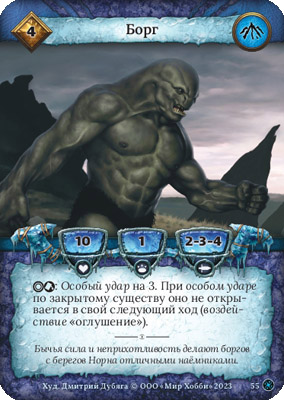 4
Борг
10
1
2-3-4
: Особый удар на 3. При особом ударе
по закрытому существу оно не откры-
вается в свой следующий ход (воздей-
ствие «оглушение»).
Бычья сила и неприхотливость делают боргов
с берегов Норна отличными наёмниками.
Худ. Дмитрий Дубяга © ООО «Мир Хобби» 2023
55